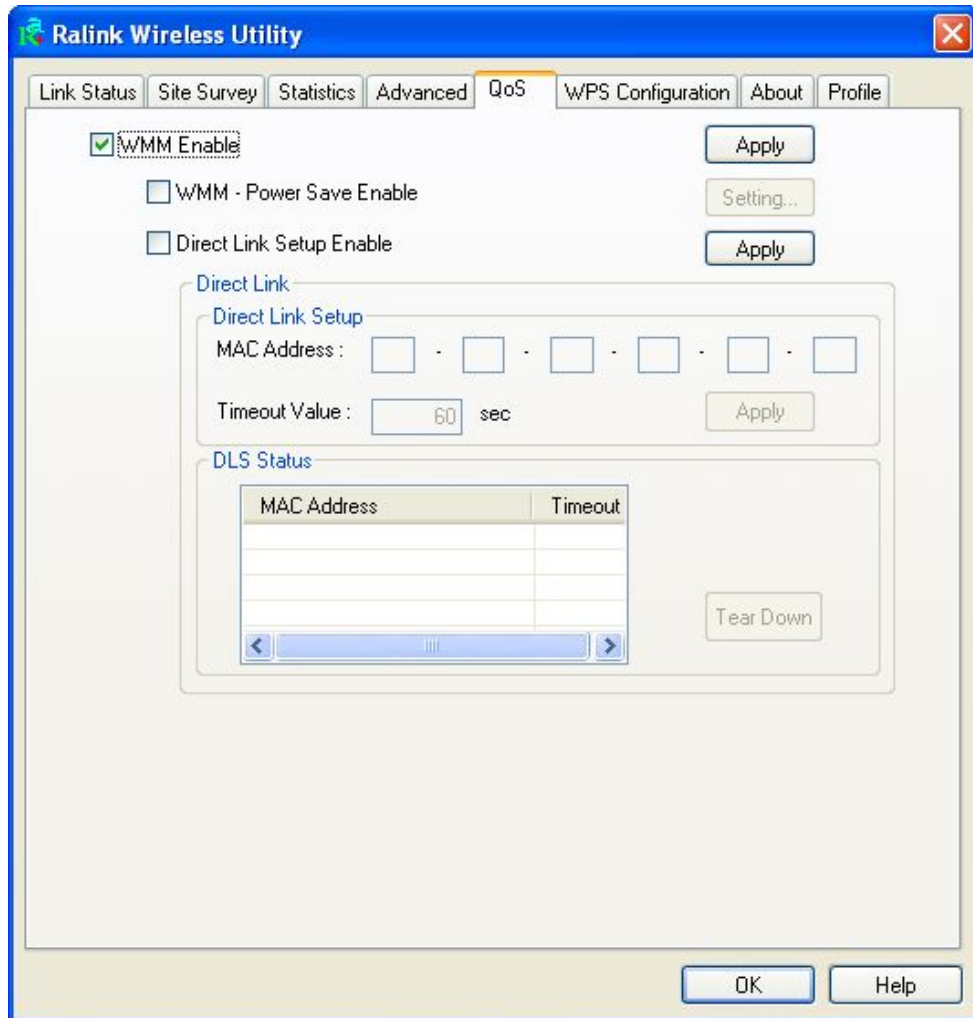 Ralink Wireless Utility
Link Status Site Survey Statistics Advanced QoS WPS Configuration About Profile
WMM Enable Apply
WMM - Power Save Enable Setting...
Direct Link Setup Enable Apply
Direct Link
Direct Link Setup
MAC Address : - - - - -
Timeout Value : 60 sec Apply
DLS Status
MAC Address Timeout
Tear Down
OK Help